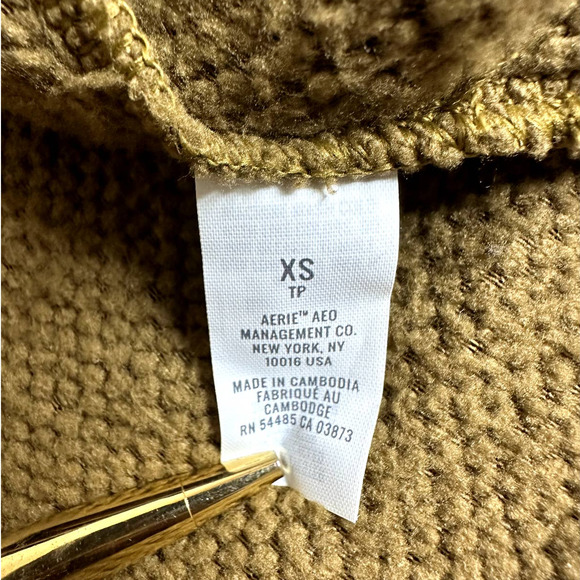 XS
TP
AERIE™ AEO
MANAGEMENT CO.
NEW YORK, NY
10016 USA
MADE IN CAMBODIA
FABRIQUÉ AU
CAMBODGE
RN 54485 CA 03873